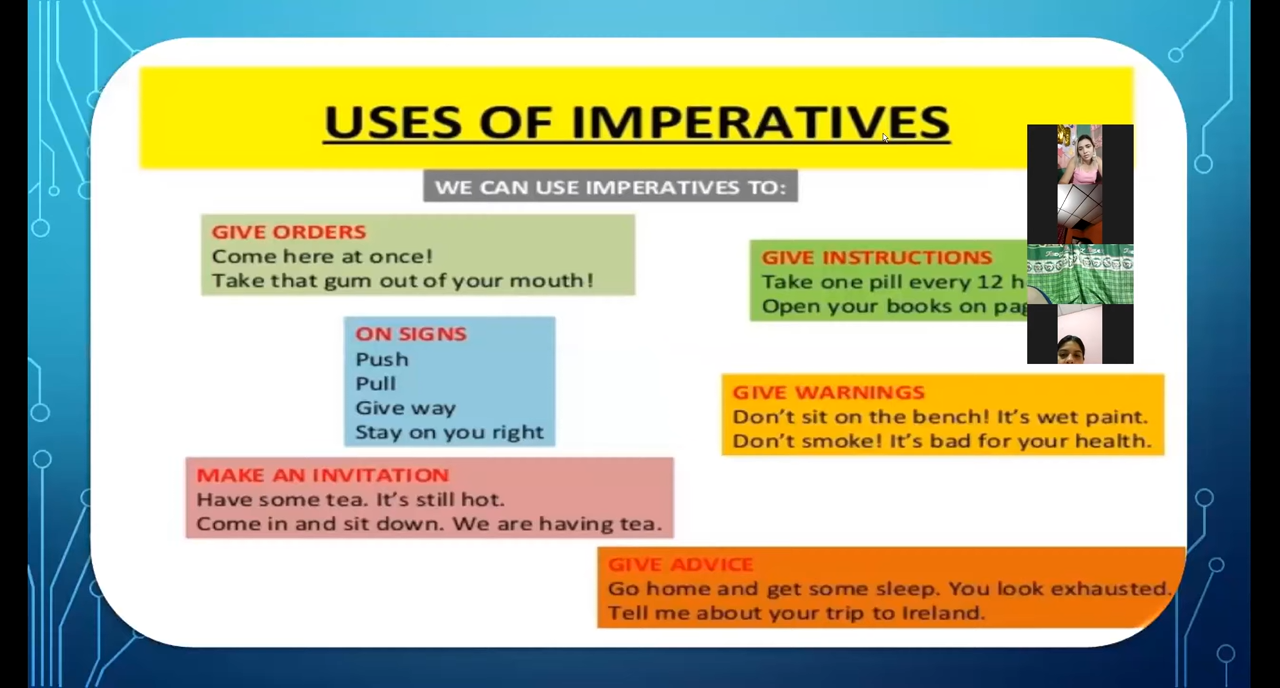 USES OF IMPERATIVES
WE CAN USE IMPERATIVES TO:
GIVE ORDERS
Come here at once!
Take that gum out of your mouth!
GIVE INSTRUCTIONS
Take one pill every 12
Open your books on
ON SIGNS
Push
Pull
Give way
Stay on you right
GIVE WARNINGS
Don't sit on the bench! It's wet paint.
Don't smoke! It's bad for your health.
MAKE AN INVITATION
Have some tea. It's still hot.
Come in and sit down. We are having tea.
GIVE ADVICE
Go home and get some sleep. You look exhausted.
Tell me about your trip to Ireland.